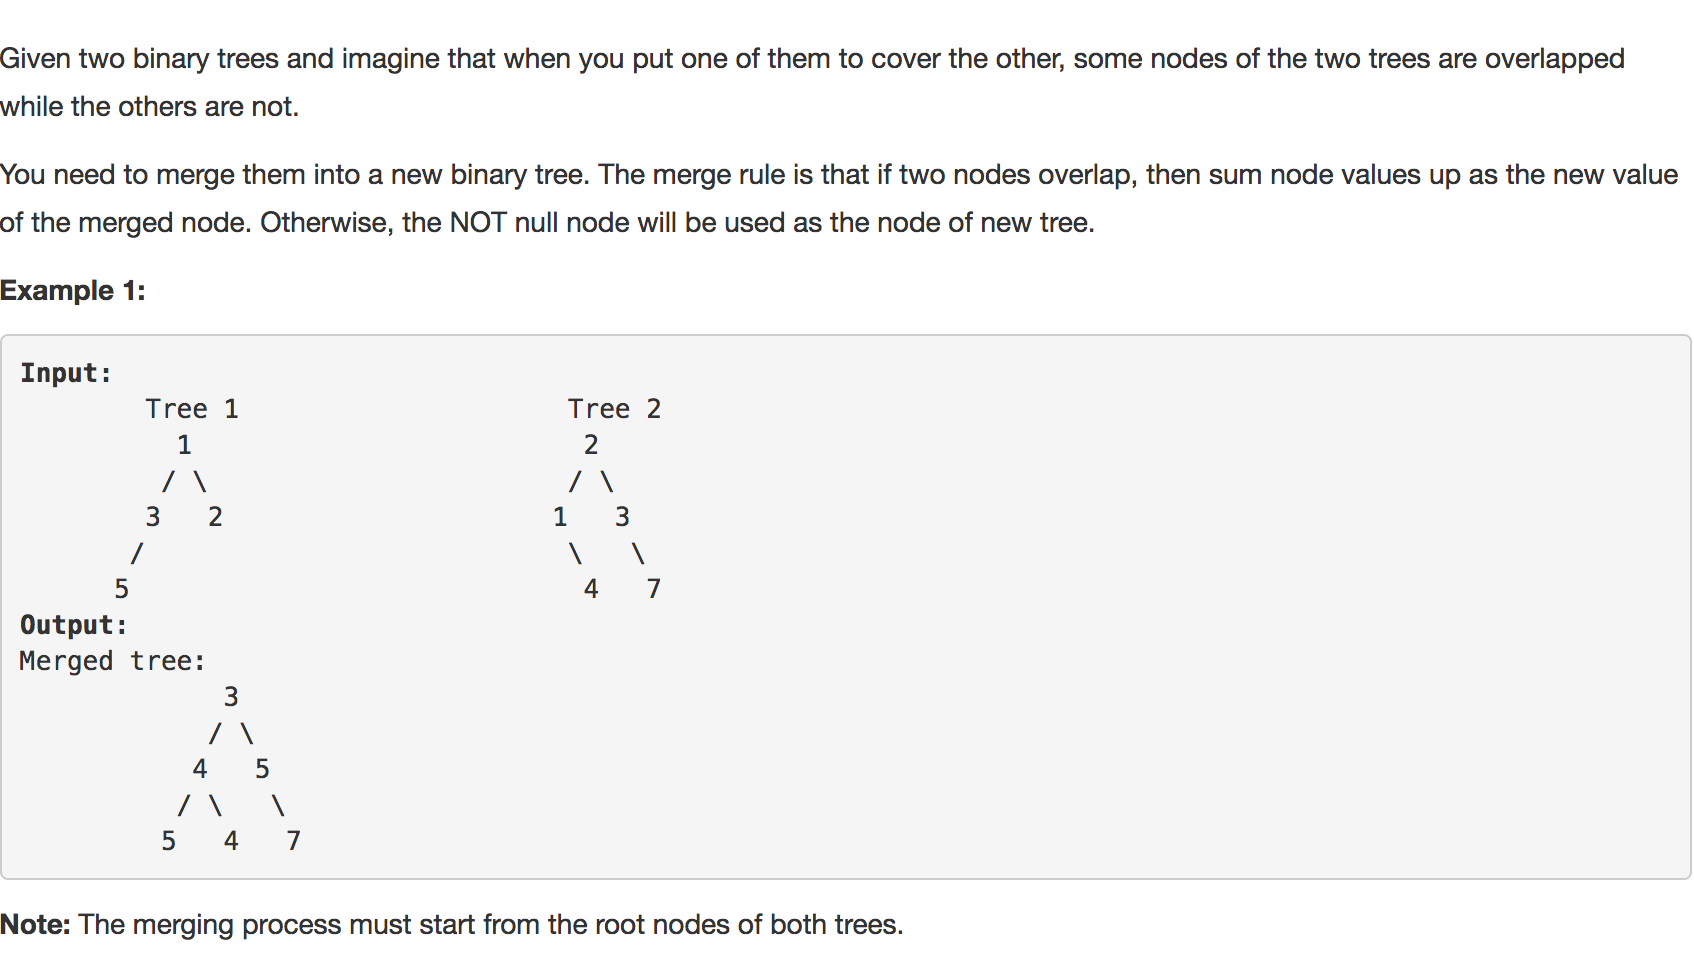 Given two binary trees and imagine that when you put one of them to cover the other, some nodes of the two trees are overlapped
while the others are not.
You need to merge them into a new binary tree. The merge rule is that if two nodes overlap, then sum node values up as the new value
of the merged node. Otherwise, the NOT null node will be used as the node of new tree.
Example 1:
Input:
        Tree 1                     Tree 2
          1                         2
         / \                       / \
        3   2                     1   3
       /                           \   \
      5                             4   7
Output:
Merged tree:
             3
            / \
           4   5
          / \   \
         5   4   7
Note: The merging process must start from the root nodes of both trees.